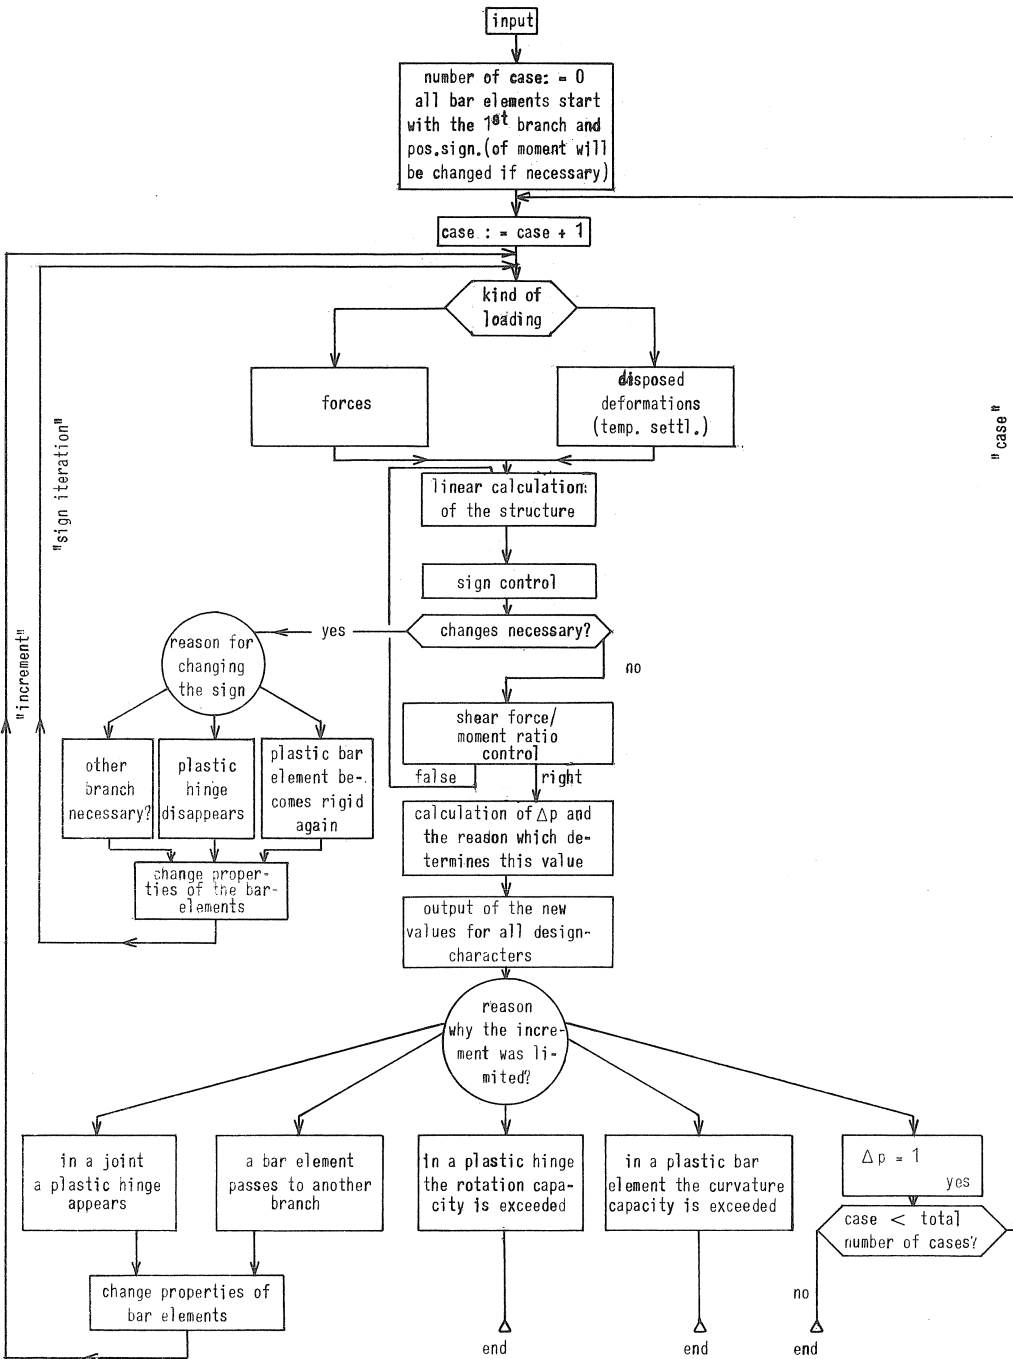 input
number of case: = 0
all bar elements start
with the 1st branch and
pos.sign.(of moment will
be changed if necessary)
case : = case + 1
kind of
loading
forces
disposed
deformations
(temp. settl.)
"case"
"sign iteration"
"increment"
linear calculation
of the structure
sign control
changes necessary?
yes
no
reason for
changing
the sign
other
branch
necessary?
plastic
hinge
disappears
plastic bar
element be-
comes rigid
again
change proper-
ties of the bar-
elements
shear force/
moment ratio
control
false
right
calculation of Δp and
the reason which de-
termines this value
output of the new
values for all design-
characters
reason
why the incre-
ment was li-
mited?
in a joint
a plastic hinge
appears
a bar element
passes to another
branch
in a plastic hinge
the rotation capa-
city is exceeded
in a plastic bar
element the curvature
capacity is exceeded
Δp = 1
yes
case < total
number of cases?
change properties of
bar elements
no
end
end
end